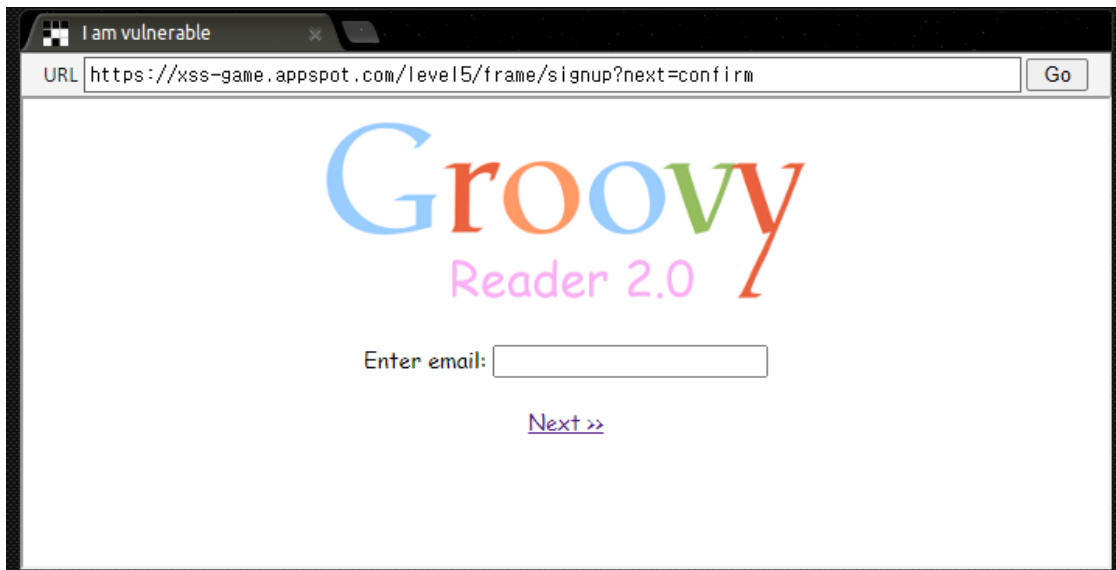 I am vulnerable
URL https://xss-game.appspot.com/level5/frame/signup?next=confirm Go
Groovy
Reader 2.0
Enter email:
Next >>